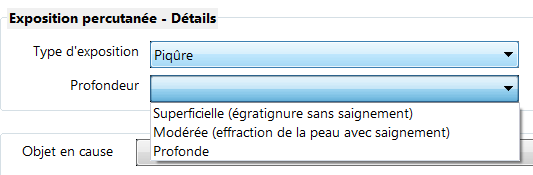 Exposition percutanée - Détails
Type d'exposition Piqûre
Profondeur
Superficielle (égratignure sans saignement)
Modérée (effraction de la peau avec saignement)
Objet en cause Profonde